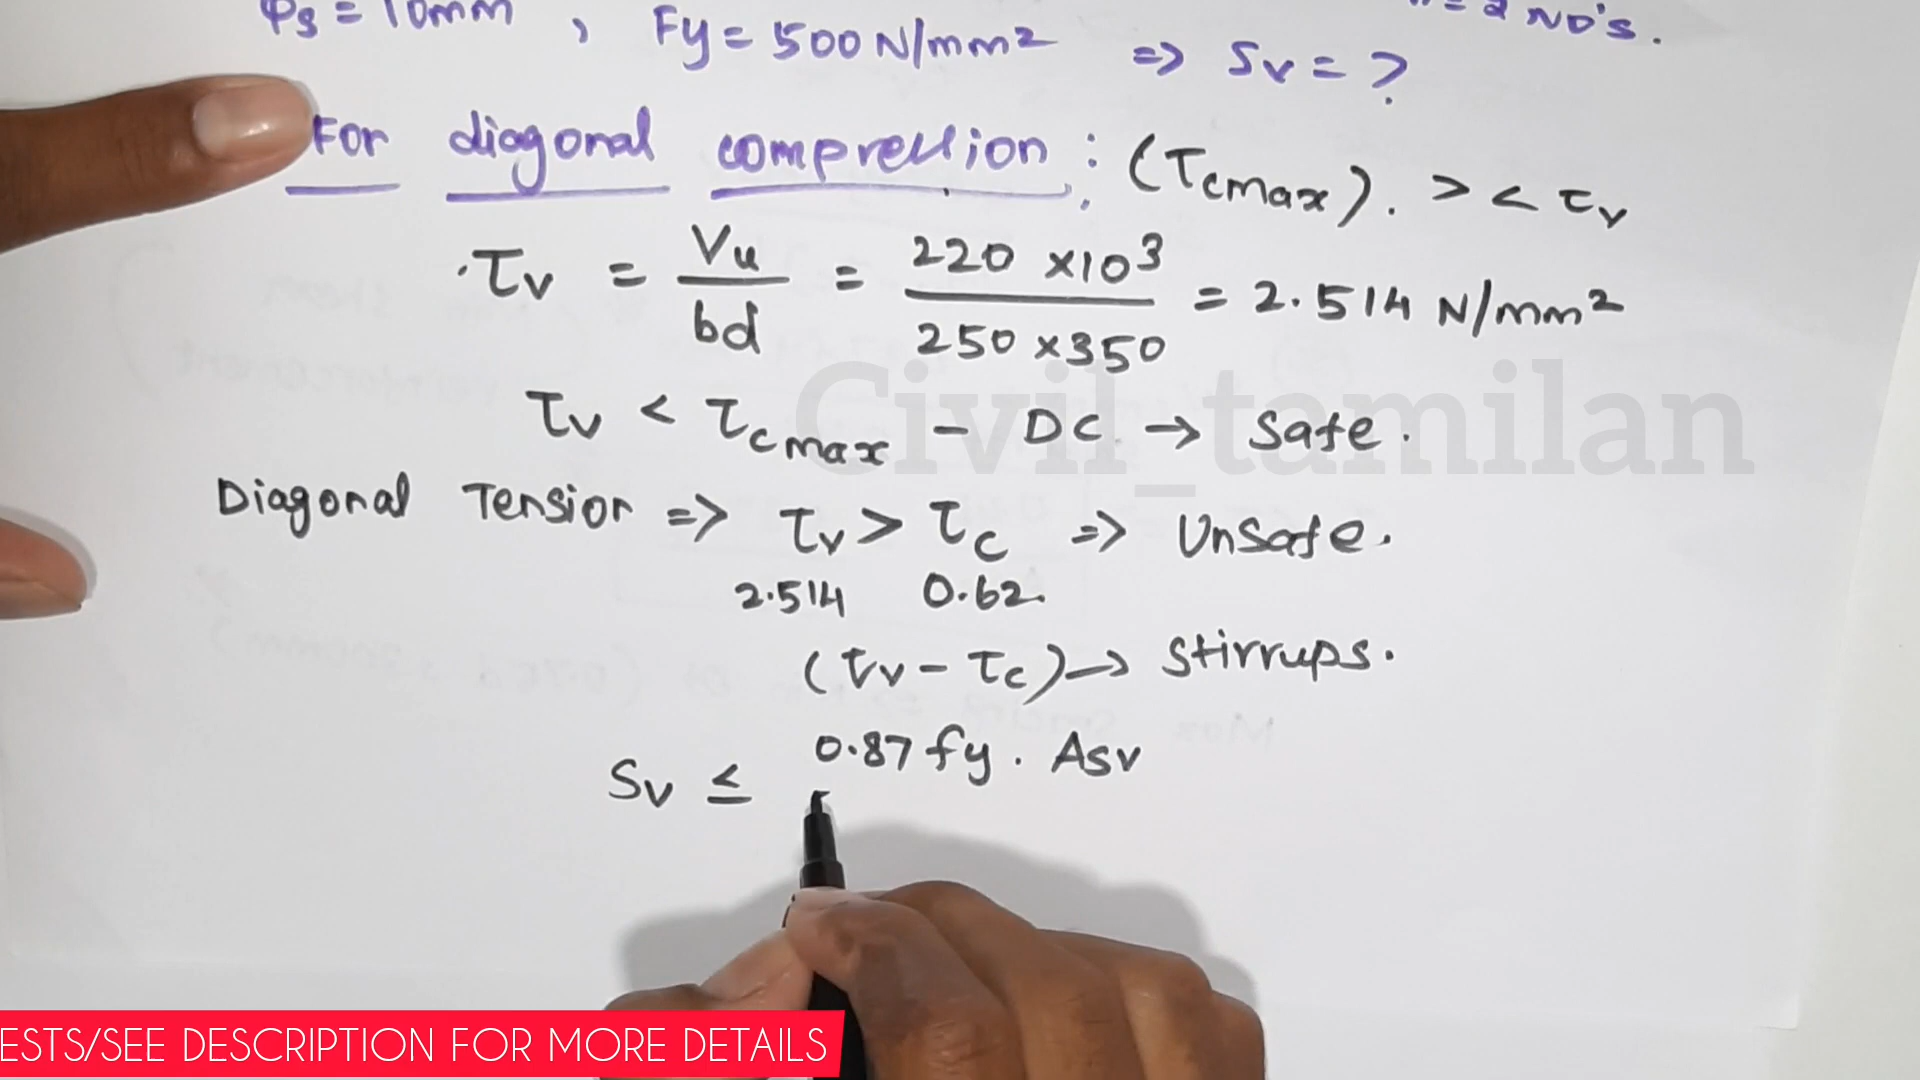 φs = 10mm , Fy = 500 N/mm2 => Sv = ? n = 2 NO's.
For diagonal compression : (τcmax). > < τv
τv = Vu/bd = 220 x10³/250 x350 = 2.514 N/mm2
τv < τcmax - DC → Safe.
Diagonal Tension => τv > τc => Unsafe.
2.514 0.62.
(τv - τc) → Stirrups.
Sv ≤ 0.87 fy . Asv
Civil_tamilan
ESTS/SEE DESCRIPTION FOR MORE DETAILS